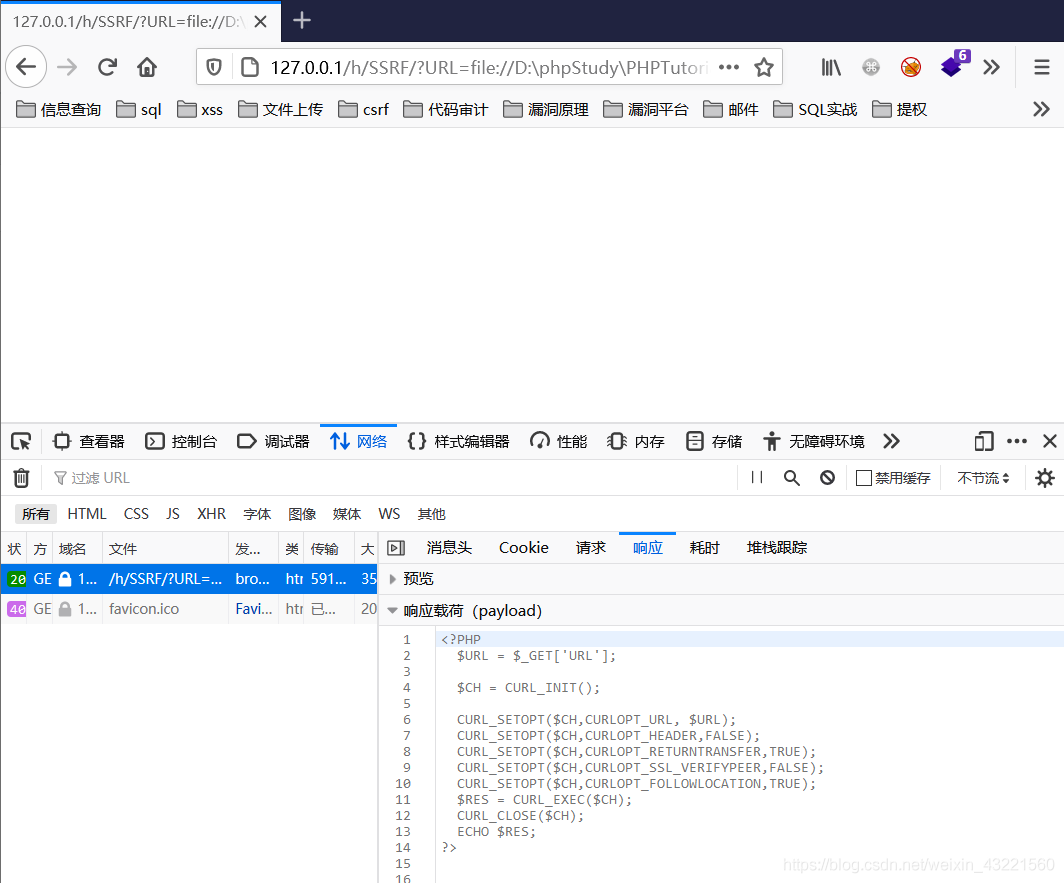 127.0.0.1/h/SSRF/?URL=file://D:\
127.0.0.1/h/SSRF/?URL=file://D:\phpStudy\PHPTutori
6
信息查询 sql xss 文件上传 csrf 代码审计 漏洞原理 漏洞平台 邮件 SQL实战 提权
查看器 控制台 调试器 网络 样式编辑器 性能 内存 存储 无障碍环境
过滤 URL 禁用缓存 不节流
所有 HTML CSS JS XHR 字体 图像 媒体 WS 其他
状 方 域名 文件 发... 类 传输 大 消息头 Cookie 请求 响应 耗时 堆栈跟踪
20 GE 1... /h/SSRF/?URL=... bro... htr 591... 35
40 GE 1... favicon.ico Favi... htr 已... 20
预览
响应载荷（payload）
1 <?PHP
2 $URL = $_GET['URL'];
3
4 $CH = CURL_INIT();
5
6 CURL_SETOPT($CH,CURLOPT_URL, $URL);
7 CURL_SETOPT($CH,CURLOPT_HEADER,FALSE);
8 CURL_SETOPT($CH,CURLOPT_RETURNTRANSFER,TRUE);
9 CURL_SETOPT($CH,CURLOPT_SSL_VERIFYPEER,FALSE);
10 CURL_SETOPT($CH,CURLOPT_FOLLOWLOCATION,TRUE);
11 $RES = CURL_EXEC($CH);
12 CURL_CLOSE($CH);
13 ECHO $RES;
14 ?>
15
16
https://blog.csdn.net/weixin_43221560